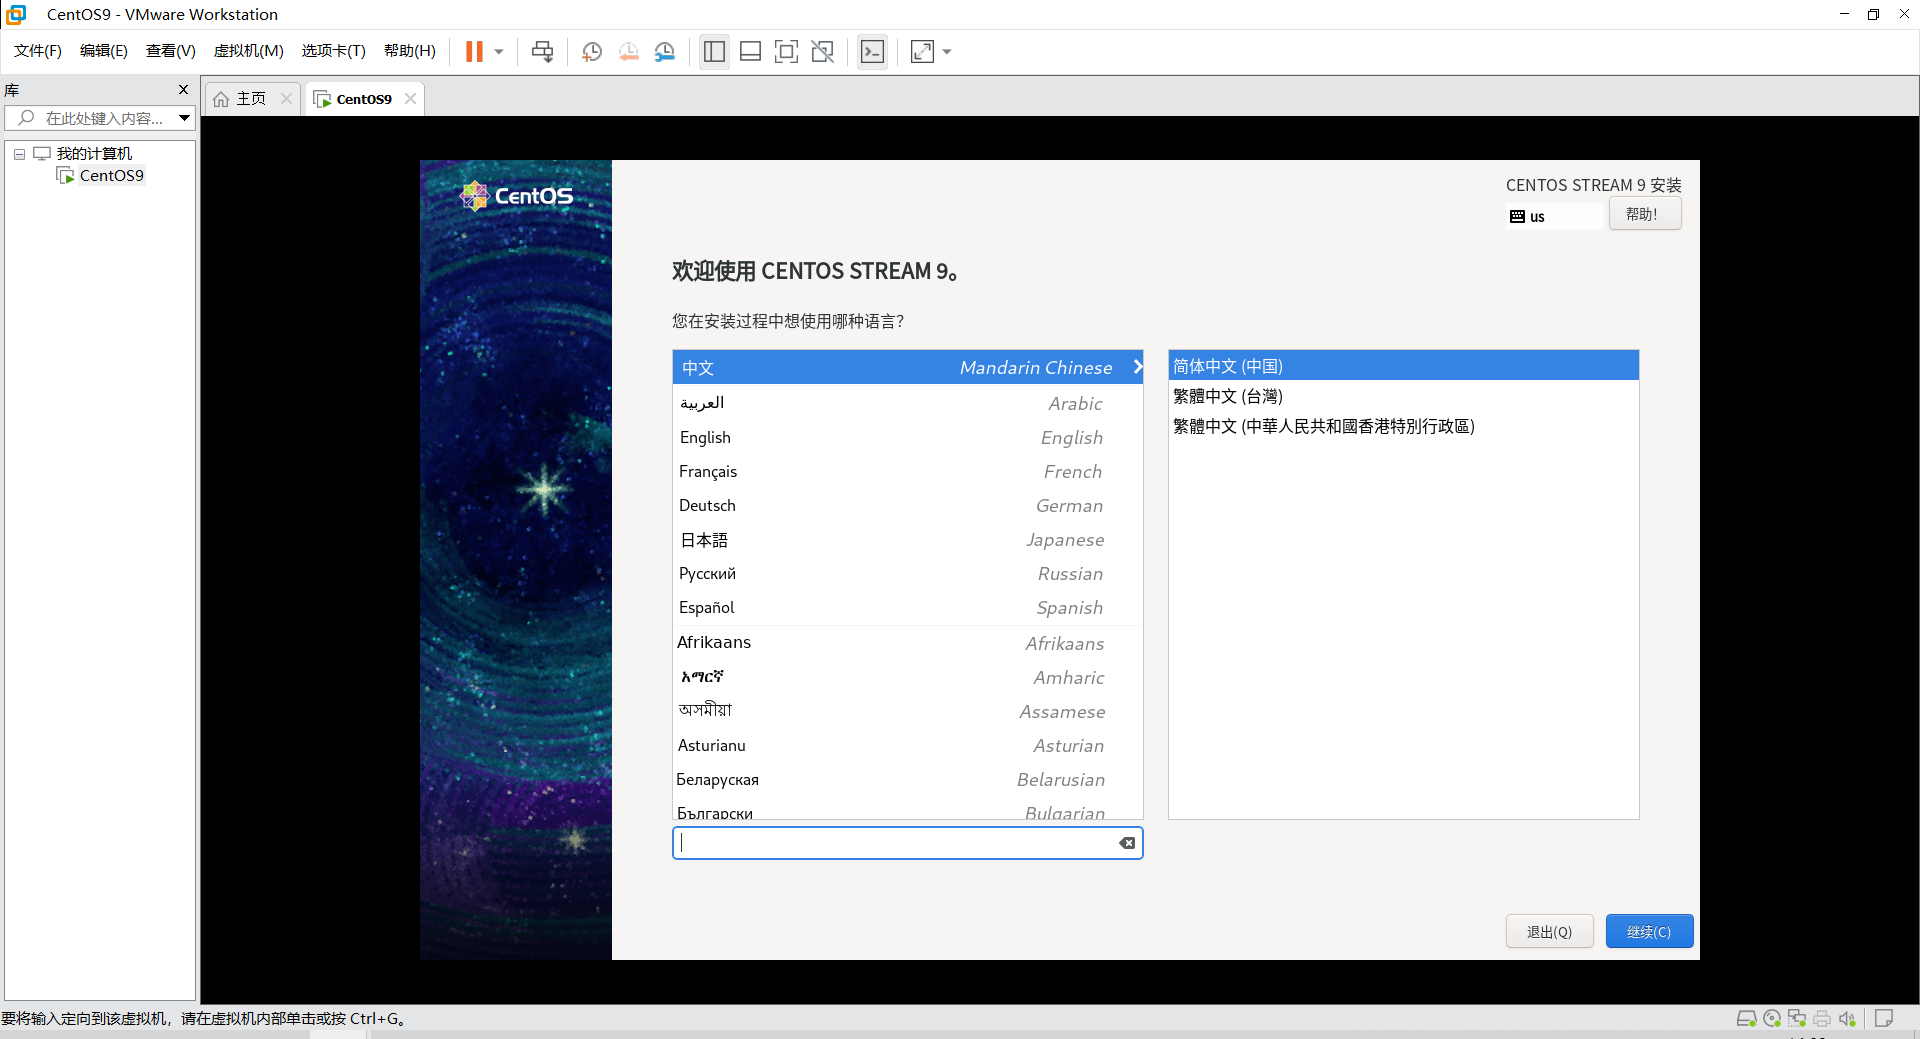 CentOS9 - VMware Workstation
文件(F) 编辑(E) 查看(V) 虚拟机(M) 选项卡(T) 帮助(H)
库
主页
CentOS9
在此处键入内容...
我的计算机
CentOS9
CentOS
CENTOS STREAM 9 安装
us
帮助！
欢迎使用 CENTOS STREAM 9。
您在安装过程中想使用哪种语言？
中文 Mandarin Chinese
العربية Arabic
English English
Français French
Deutsch German
日本語 Japanese
Русский Russian
Español Spanish
Afrikaans Afrikaans
አማርኛ Amharic
অসমীয়া Assamese
Asturianu Asturian
Беларуская Belarusian
Български Bulgarian
简体中文 (中国)
繁體中文 (台灣)
繁體中文 (中華人民共和國香港特別行政區)
退出(Q)
继续(C)
要将输入定向到该虚拟机，请在虚拟机内部单击或按 Ctrl+G。